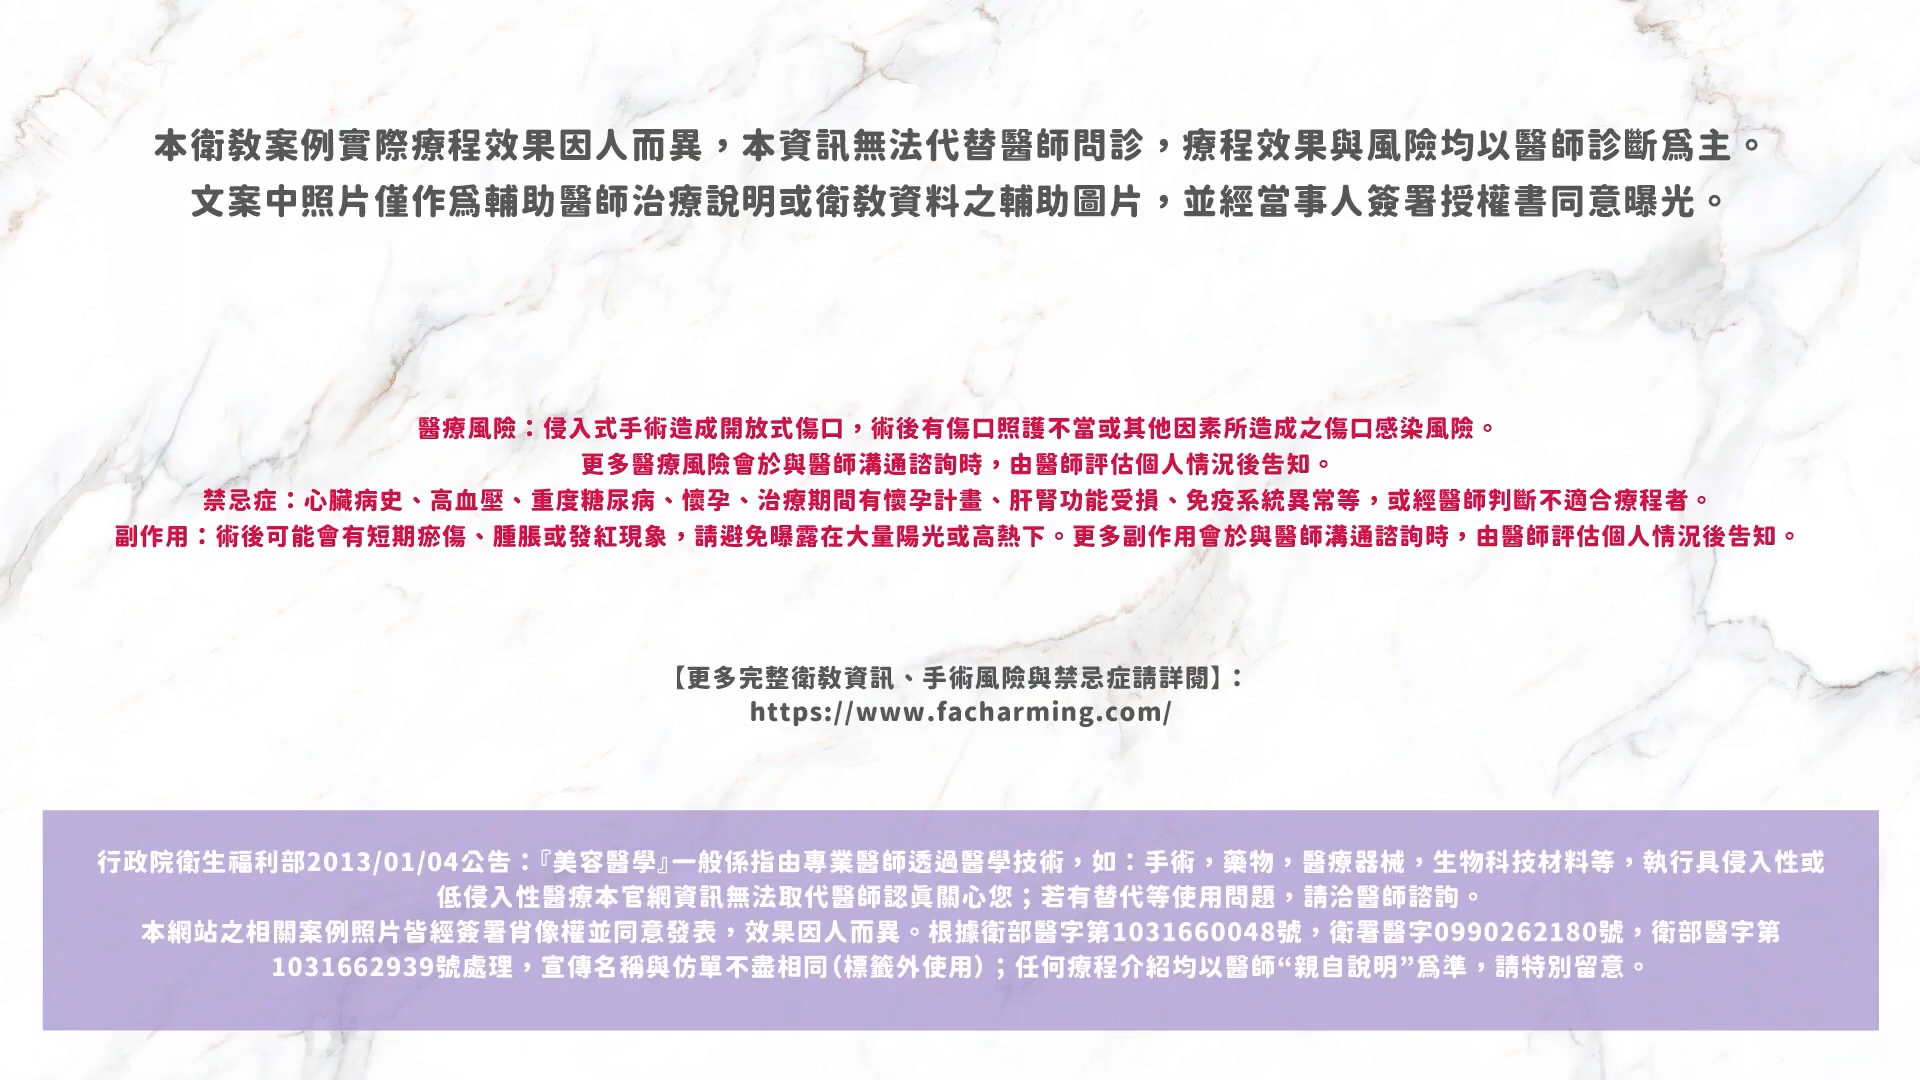 本衛教案例實際療程效果因人而異，本資訊無法代替醫師問診，療程效果與風險均以醫師診斷為主。
文案中照片僅作為輔助醫師治療說明或衛教資料之輔助圖片，並經當事人簽署授權書同意曝光。
醫療風險：侵入式手術造成開放式傷口，術後有傷口照護不當或其他因素所造成之傷口感染風險。
更多醫療風險會於與醫師溝通諮詢時，由醫師評估個人情況後告知。
禁忌症：心臟病史、高血壓、重度糖尿病、懷孕、治療期間有懷孕計畫、肝腎功能受損、免疫系統異常等，或經醫師判斷不適合療程者。
副作用：術後可能會有短期瘀傷、腫脹或發紅現象，請避免曝露在大量陽光或高熱下。更多副作用會於與醫師溝通諮詢時，由醫師評估個人情況後告知。
【更多完整衛教資訊、手術風險與禁忌症請詳閱】：
https://www.facharming.com/
行政院衛生福利部2013/01/04公告：『美容醫學』一般係指由專業醫師透過醫學技術，如：手術，藥物，醫療器械，生物科技材料等，執行具侵入性或
低侵入性醫療本官網資訊無法取代醫師認真關心您；若有替代等使用問題，請洽醫師諮詢。
本網站之相關案例照片皆經簽署肖像權並同意發表，效果因人而異。根據衛部醫字第1031660048號，衛署醫字0990262180號，衛部醫字第
1031662939號處理，宣傳名稱與仿單不盡相同(標籤外使用)；任何療程介紹均以醫師“親自說明”為準，請特別留意。